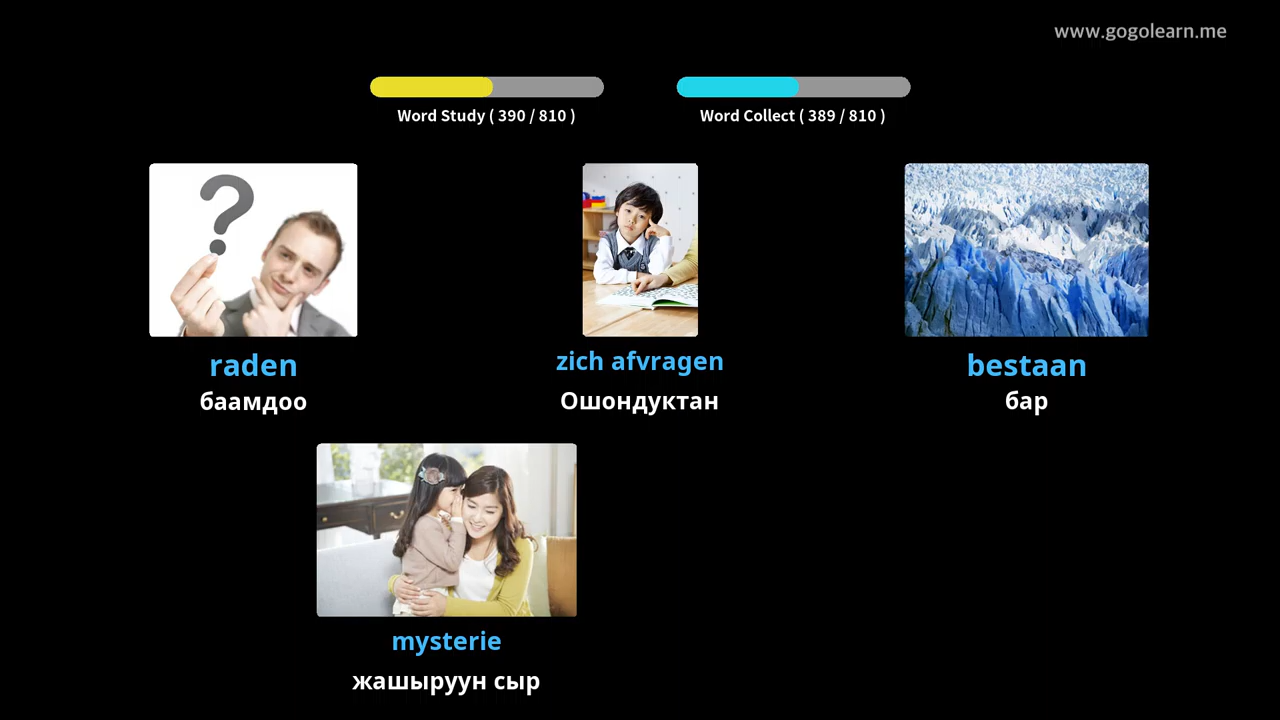 www.gogolearn.me
Word Study ( 390 / 810 )
Word Collect ( 389 / 810 )
raden
баамдоо
zich afvragen
Ошондуктан
bestaan
бар
mysterie
жашыруун сыр